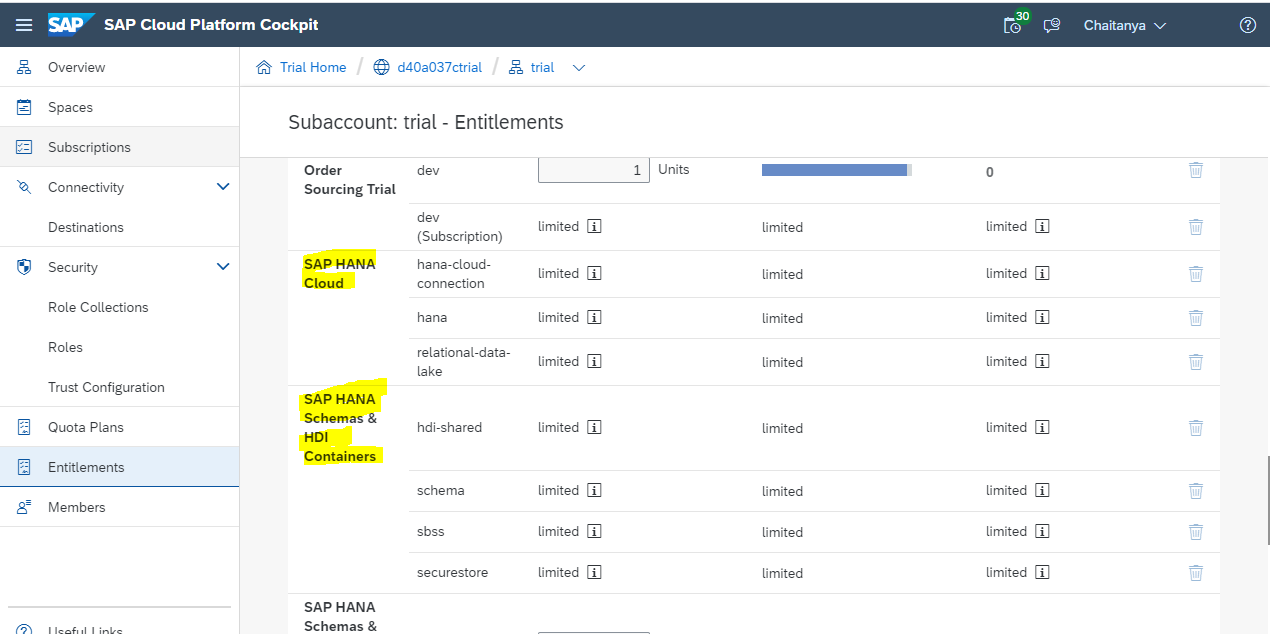 SAP SAP Cloud Platform Cockpit 30 Chaitanya
Overview
Spaces
Subscriptions
Connectivity
Destinations
Security
Role Collections
Roles
Trust Configuration
Quota Plans
Entitlements
Members
Useful Links
Trial Home / d40a037ctrial / trial
Subaccount: trial - Entitlements
Order
Sourcing Trial
dev 1 Units 0
dev
(Subscription)
limited limited limited
SAP HANA
Cloud
hana-cloud-
connection
limited limited limited
hana limited limited limited
relational-data-
lake
limited limited limited
SAP HANA
Schemas &
HDI
Containers
hdi-shared limited limited limited
schema limited limited limited
sbss limited limited limited
securestore limited limited limited
SAP HANA
Schemas &